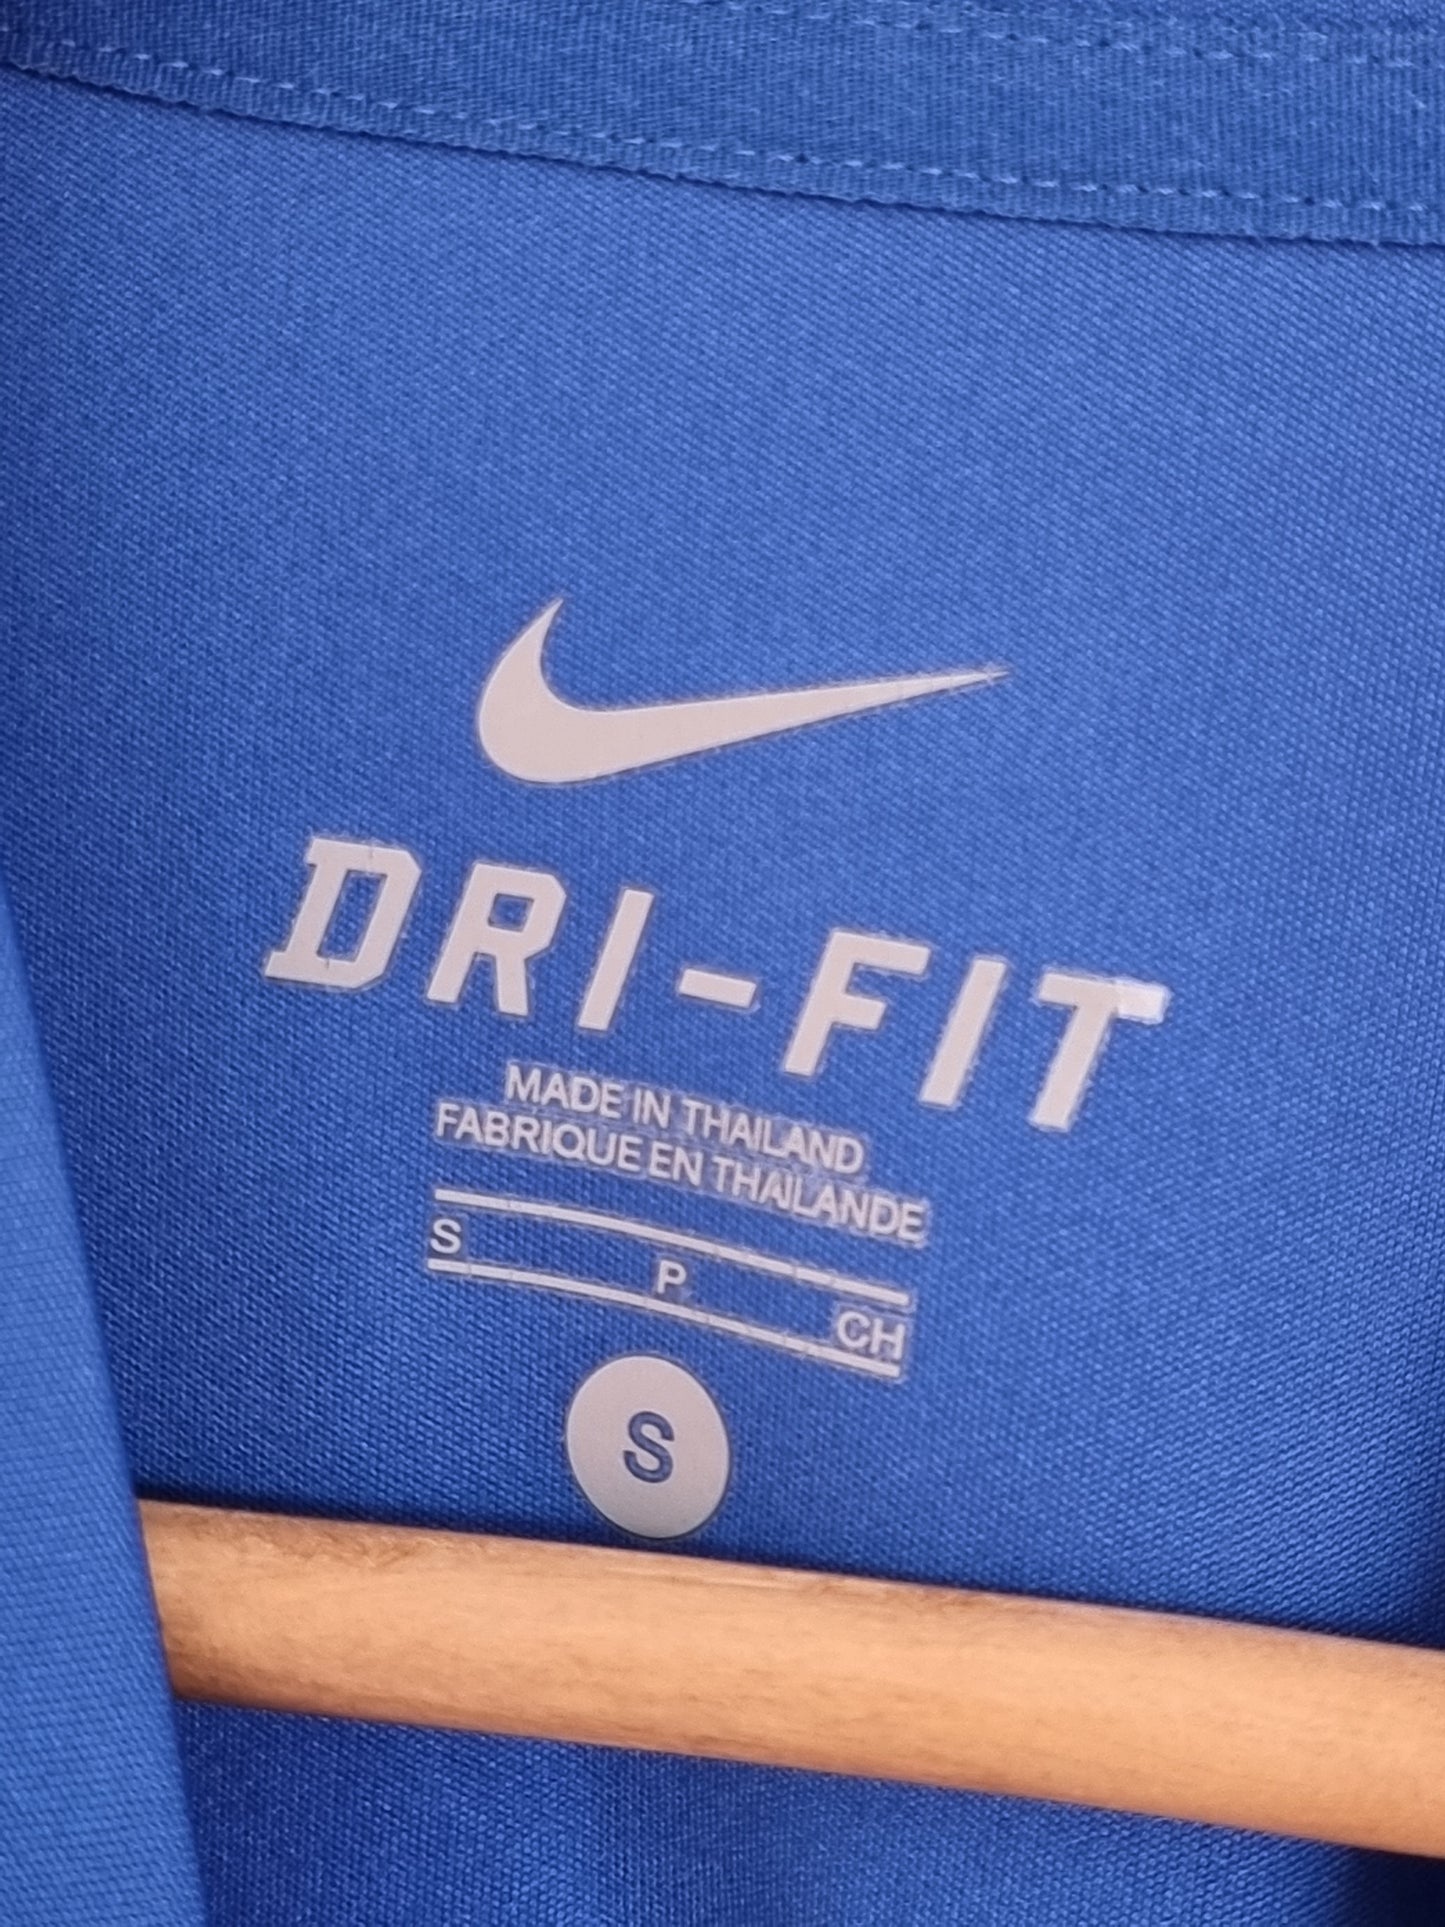 DRI-FIT
MADE IN THAILAND
FABRIQUE EN THAILANDE
S P CH
S